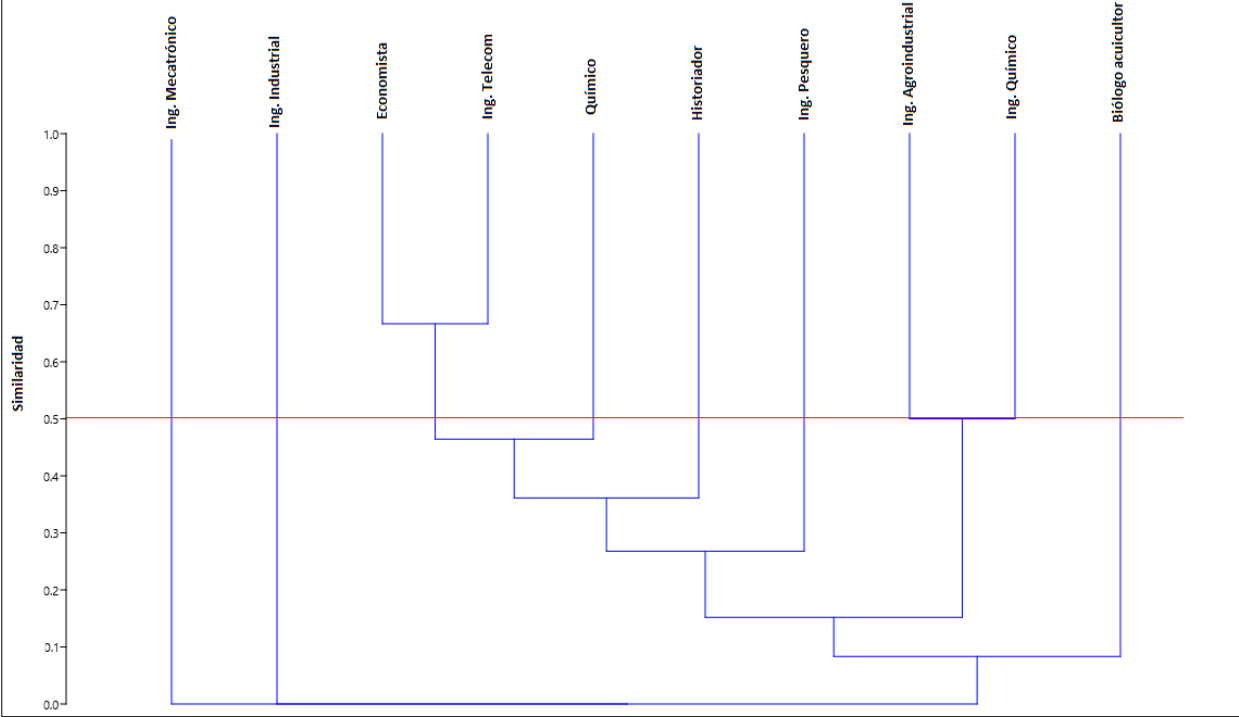 Ing. Mecatrónico
Ing. Industrial
Economista
Ing. Telecom
Químico
Historiador
Ing. Pesquero
Ing. Agroindustrial
Ing. Químico
Biólogo acuicultor
Similaridad
1.0
0.9
0.8
0.7
0.6
0.5
0.4
0.3
0.2
0.1
0.0